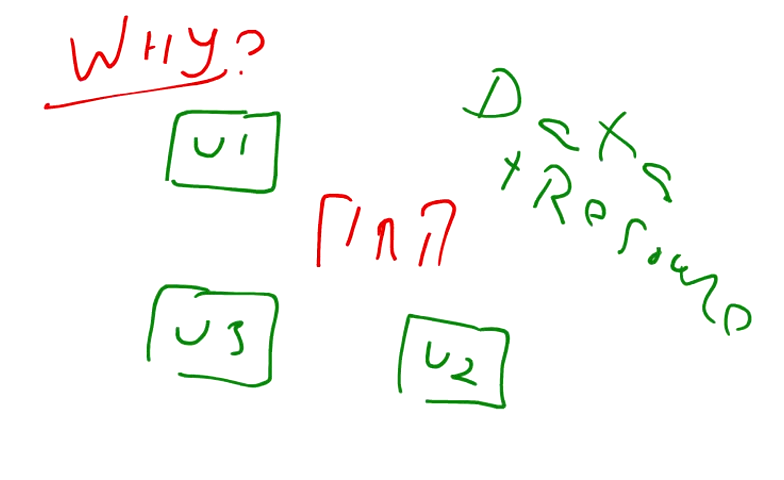 WHY?
U1
Data
+ Resource
U3
U2